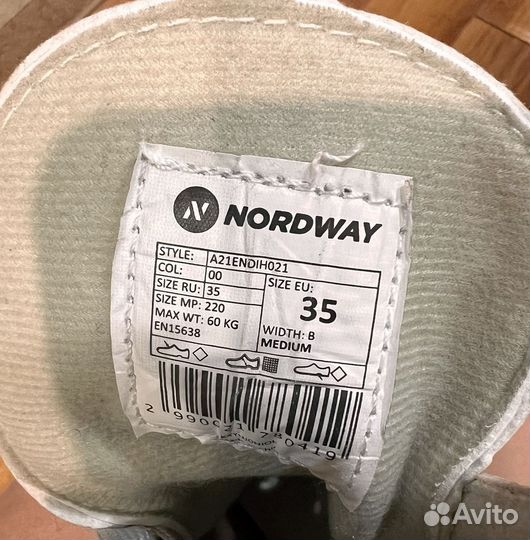 NORDWAY
STYLE: A21ENDIH021
COL: 00
SIZE RU: 35
SIZE MP: 220
MAX WT: 60 KG
EN15638
SIZE EU:
35
WIDTH: B
MEDIUM
Avito